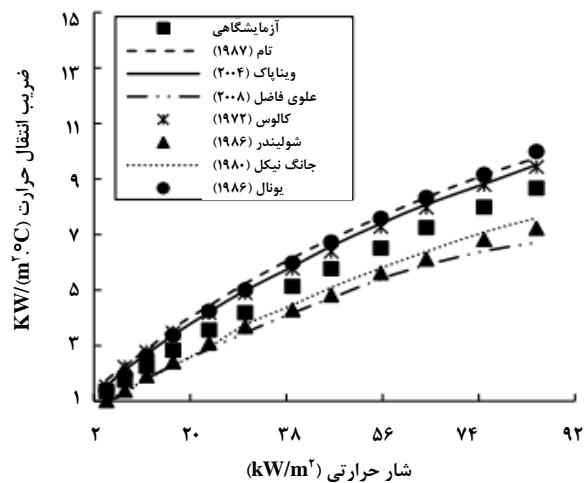 ضریب انتقال حرارت KW/(m².°C)
۱۵
۱۳
۱۱
۱۰
۹
۷
۵
۳
۱
آزمایشگاهی
تام (۱۹۸۷)
ویناپاک (۲۰۰۴)
علوی فاضل (۲۰۰۸)
کالوس (۱۹۷۲)
شولیندر (۱۹۸۶)
جانگ نیکل (۱۹۸۰)
یونال (۱۹۸۶)
۲ ۲۰ ۳۸ ۵۶ ۷۴ ۹۲
شار حرارتی (kW/m²)